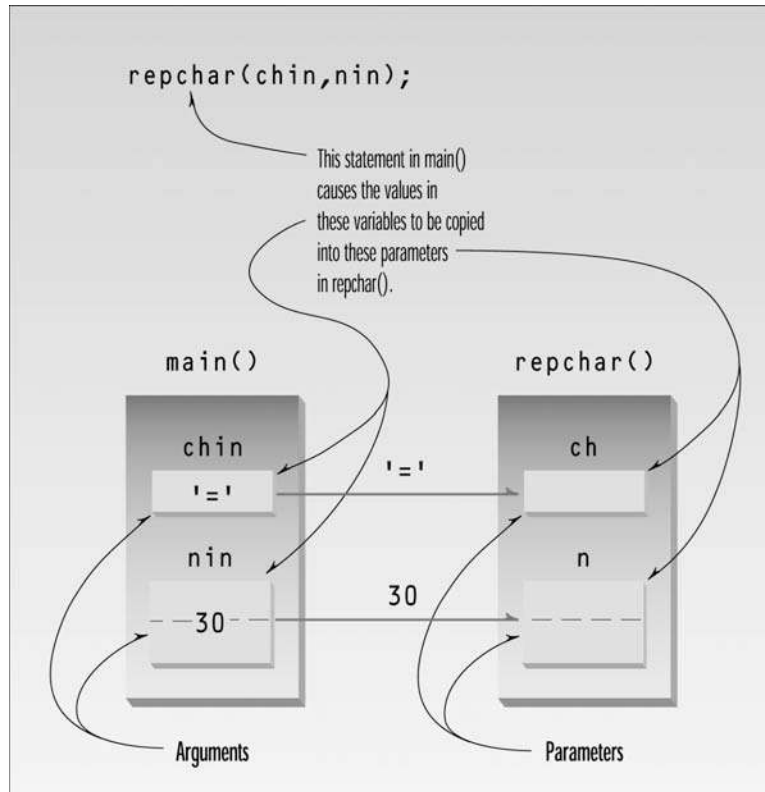 repchar(chin,nin);
This statement in main()
causes the values in
these variables to be copied
into these parameters
in repchar().
main()
repchar()
chin
'='
'='
ch
nin
30
30
n
Arguments
Parameters